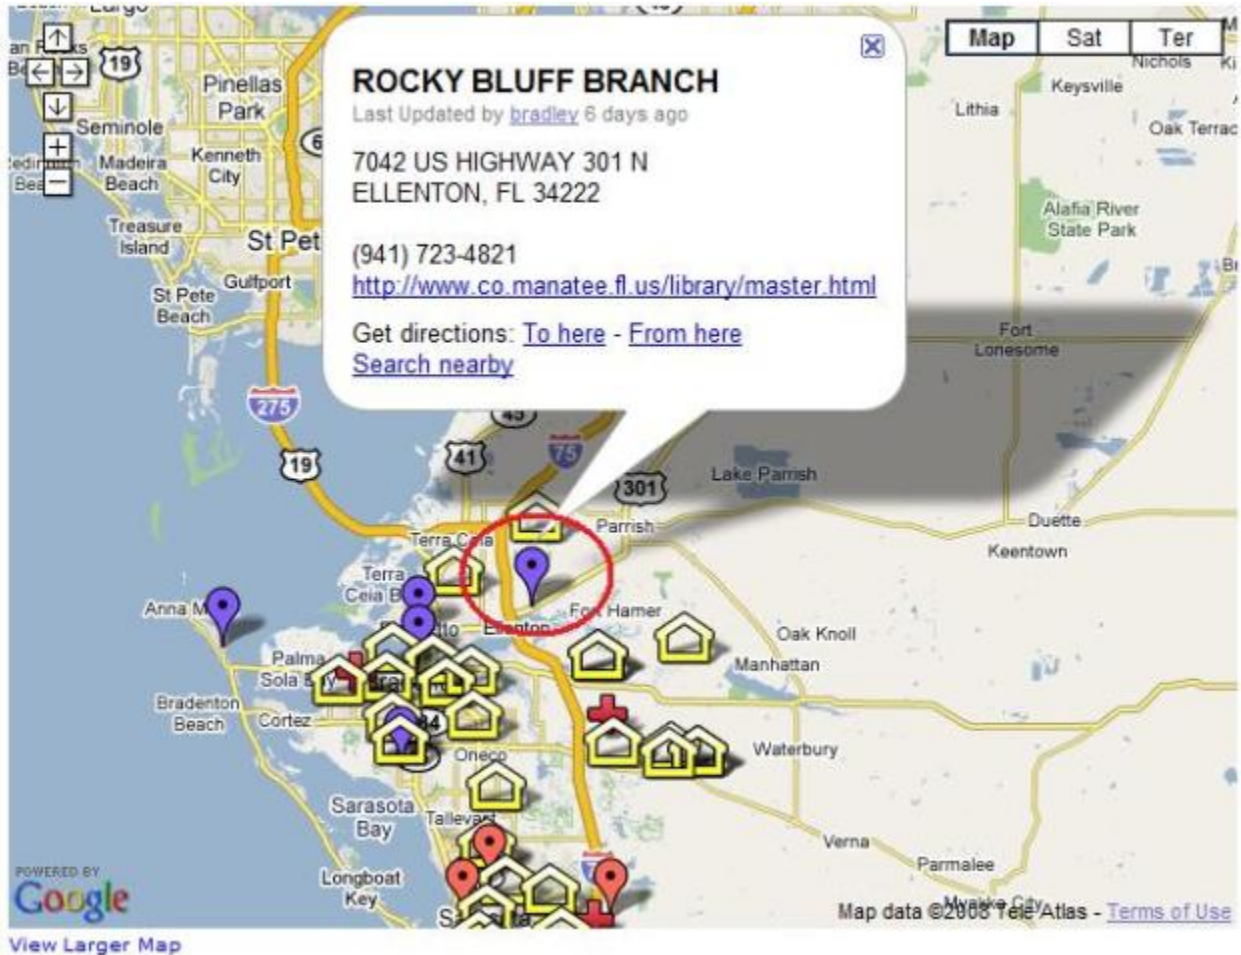 Largo
Map Sat Ter
Nichols
19
Pinellas
Park
ROCKY BLUFF BRANCH
Last Updated by bradley 6 days ago
Keysville
Lithia
Seminole
Oak Terrac
Madeira
Beach
Kenneth
City
7042 US HIGHWAY 301 N
ELLENTON, FL 34222
Treasure
Island
St Pet
Alafia River
State Park
(941) 723-4821
http://www.co.manatee.fl.us/library/master.html
Gulfport
St Pete
Beach
Get directions: To here - From here
Search nearby
Fort
Lonesome
275
45
19
41
75
301
Lake Parrish
Parrish
Duette
Terra Ceia
Keentown
Terra
Ceia B
Anna M
Fort Hamer
Ellenton
Oak Knoll
Palma
Sola
Manhattan
Bradenton
Beach
Cortez
Oneco
Waterbury
Sarasota
Bay
Tallevast
Verna
Parmalee
Longboat
Key
POWERED BY
Google
Myakka City
Map data ©2008 Tele Atlas - Terms of Use
View Larger Map